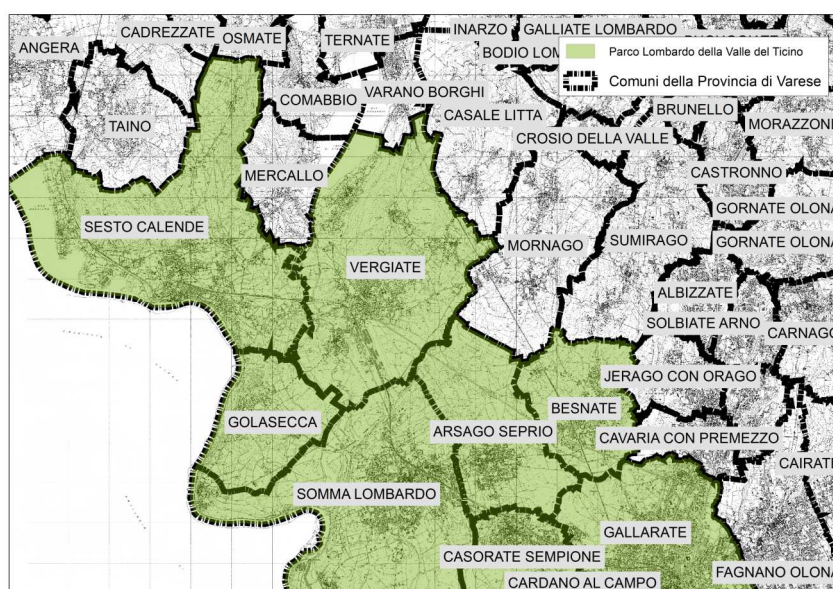 CADREZZATE
OSMATE
TERNATE
INARZO
GALLIATE LOMBARDO
ANGERA
BODIO LOM
Parco Lombardo della Valle del Ticino
Comuni della Provincia di Varese
COMABBIO
VARANO BORGHI
CASALE LITTA
BRUNELLO
TAINO
CROSIO DELLA VALLE
MORAZZON
MERCALLO
CASTRONNO
GORNATE OLONA
SESTO CALENDE
MORNAGO
SUMIRAGO
GORNATE OLONA
VERGIATE
ALBIZZATE
SOLBIATE ARNO
CARNAGO
JERAGO CON ORAGO
BESNATE
GOLASECCA
ARSAGO SEPRIO
CAVARIA CON PREMEZZO
CAIRATE
SOMMA LOMBARDO
GALLARATE
CASORATE SEMPIONE
FAGNANO OLONA
CARDANO AL CAMPO